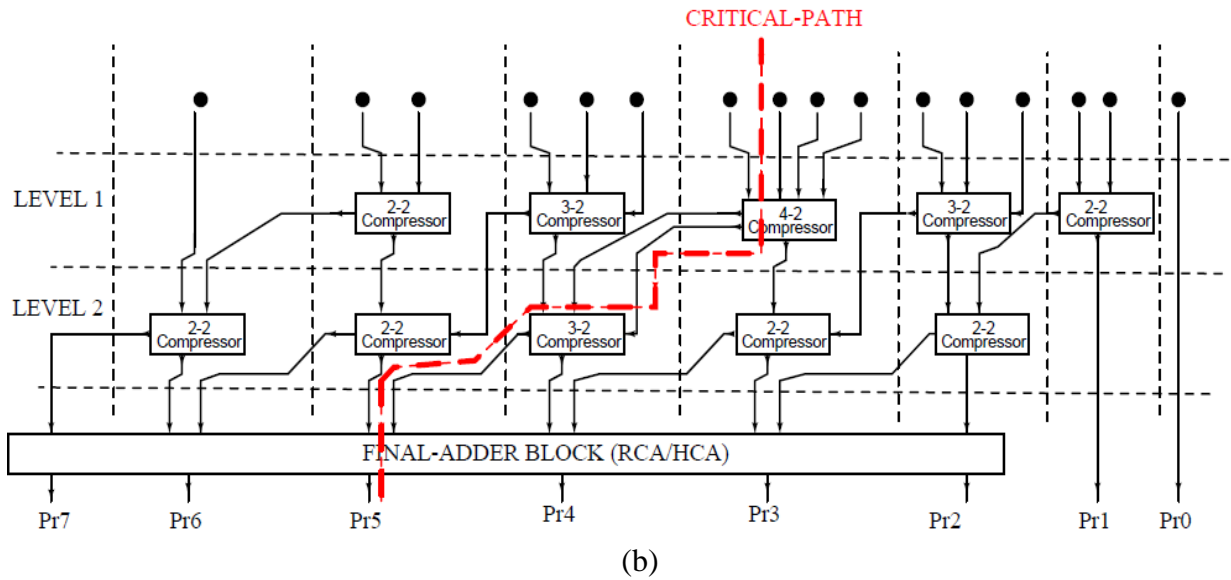 CRITICAL-PATH
LEVEL 1
2-2
Compressor
3-2
Compressor
4-2
Compressor
3-2
Compressor
2-2
Compressor
LEVEL 2
2-2
Compressor
2-2
Compressor
3-2
Compressor
2-2
Compressor
2-2
Compressor
FINAL-ADDER BLOCK (RCA/HCA)
Pr7 Pr6 Pr5 Pr4 Pr3 Pr2 Pr1 Pr0
(b)